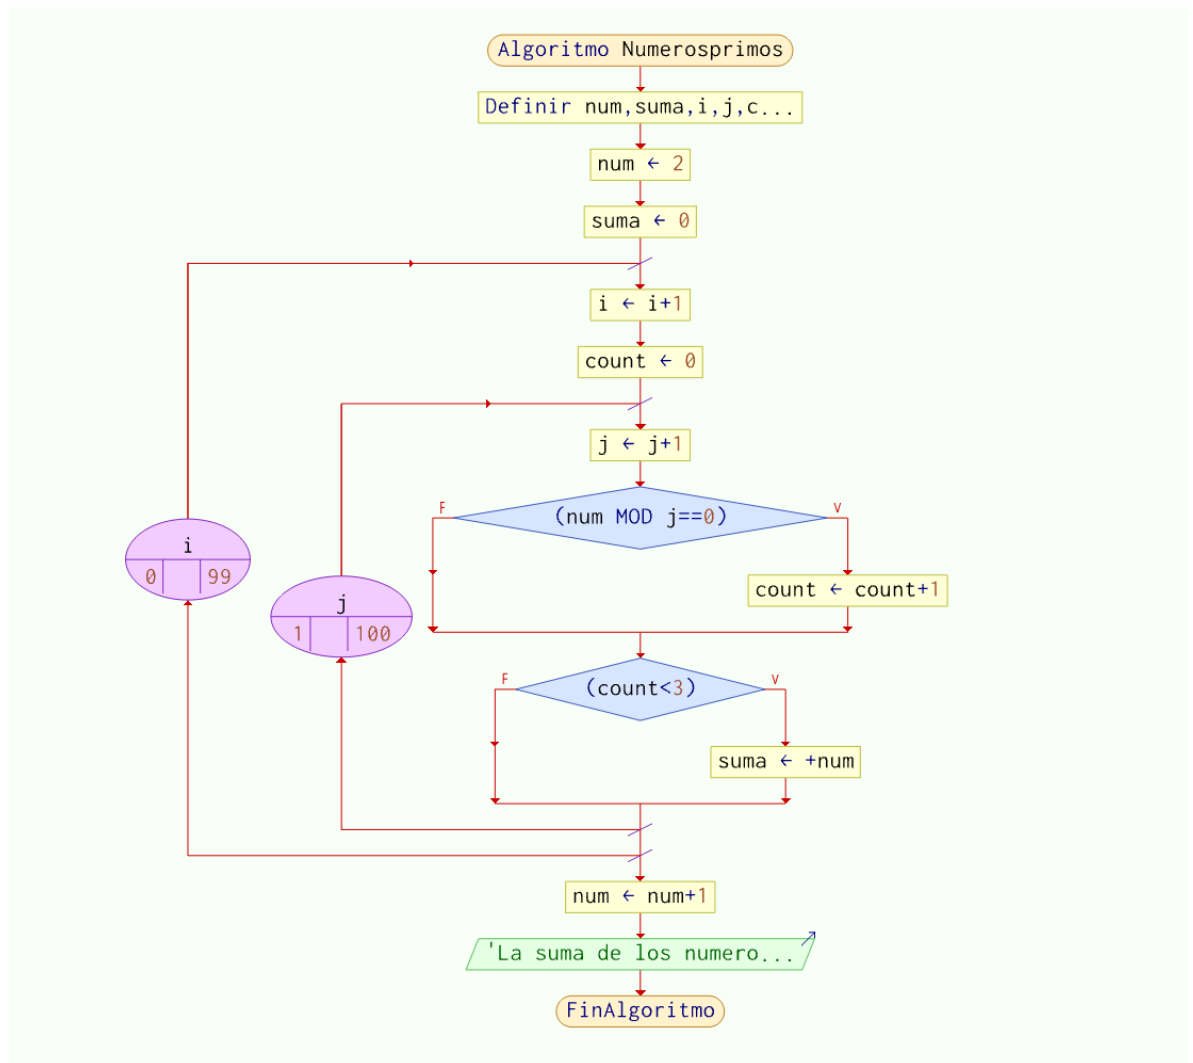 Algoritmo Numerosprimos
Definir num,suma,i,j,c...
num ← 2
suma ← 0
i ← i+1
count ← 0
j ← j+1
F
(num MOD j==0)
V
i
0 99
count ← count+1
j
1 100
F
(count<3)
V
suma ← +num
num ← num+1
'La suma de los numero...
FinAlgoritmo